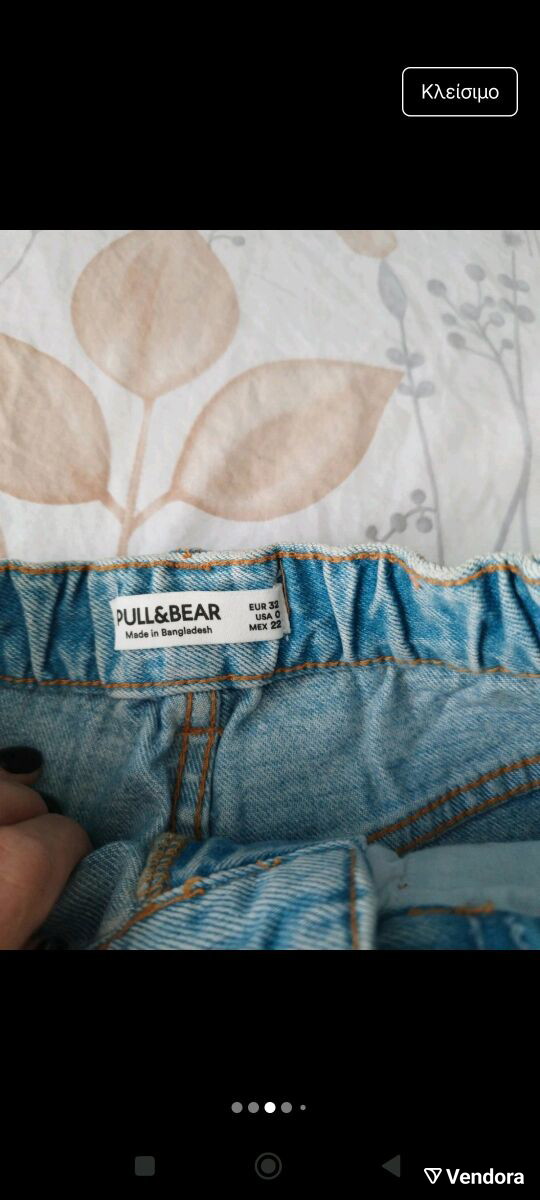 Κλείσιμο
PULL&BEAR
Made in Bangladesh
EUR 32
USA 0
MEX 22
Vendora